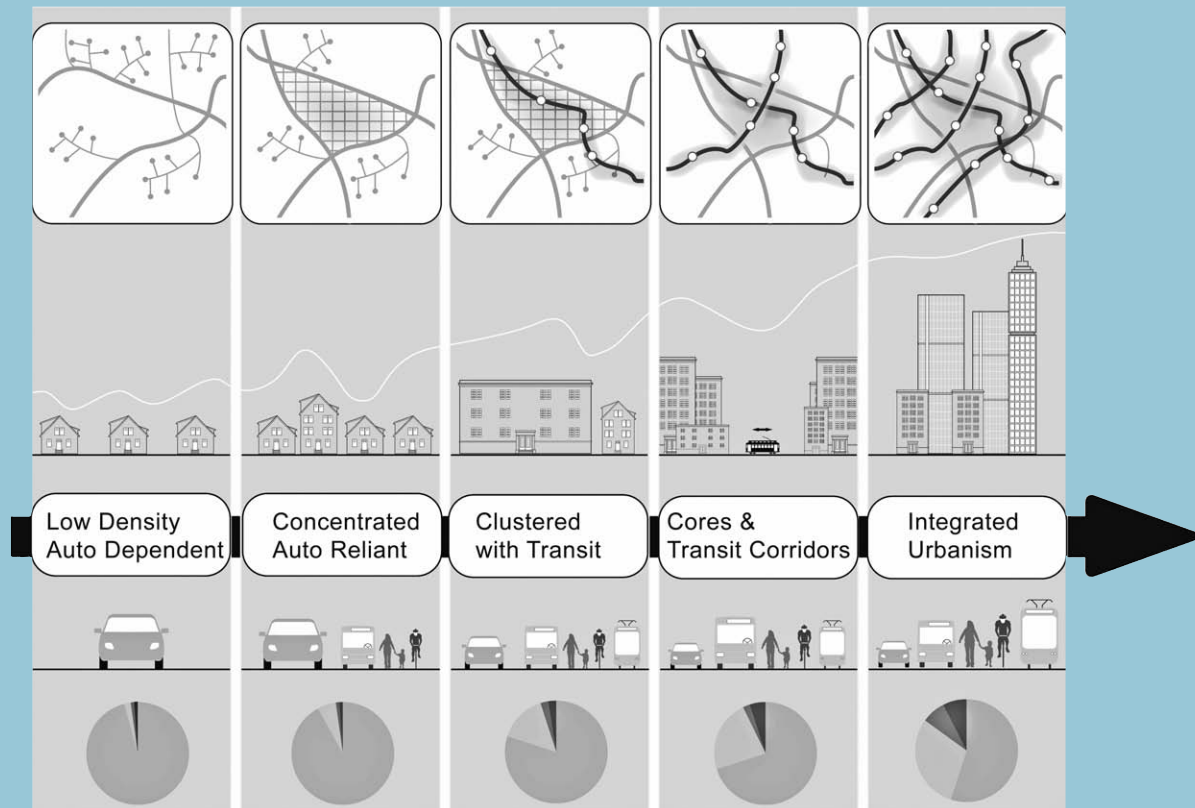 Low Density
Auto Dependent
Concentrated
Auto Reliant
Clustered
with Transit
Cores &
Transit Corridors
Integrated
Urbanism